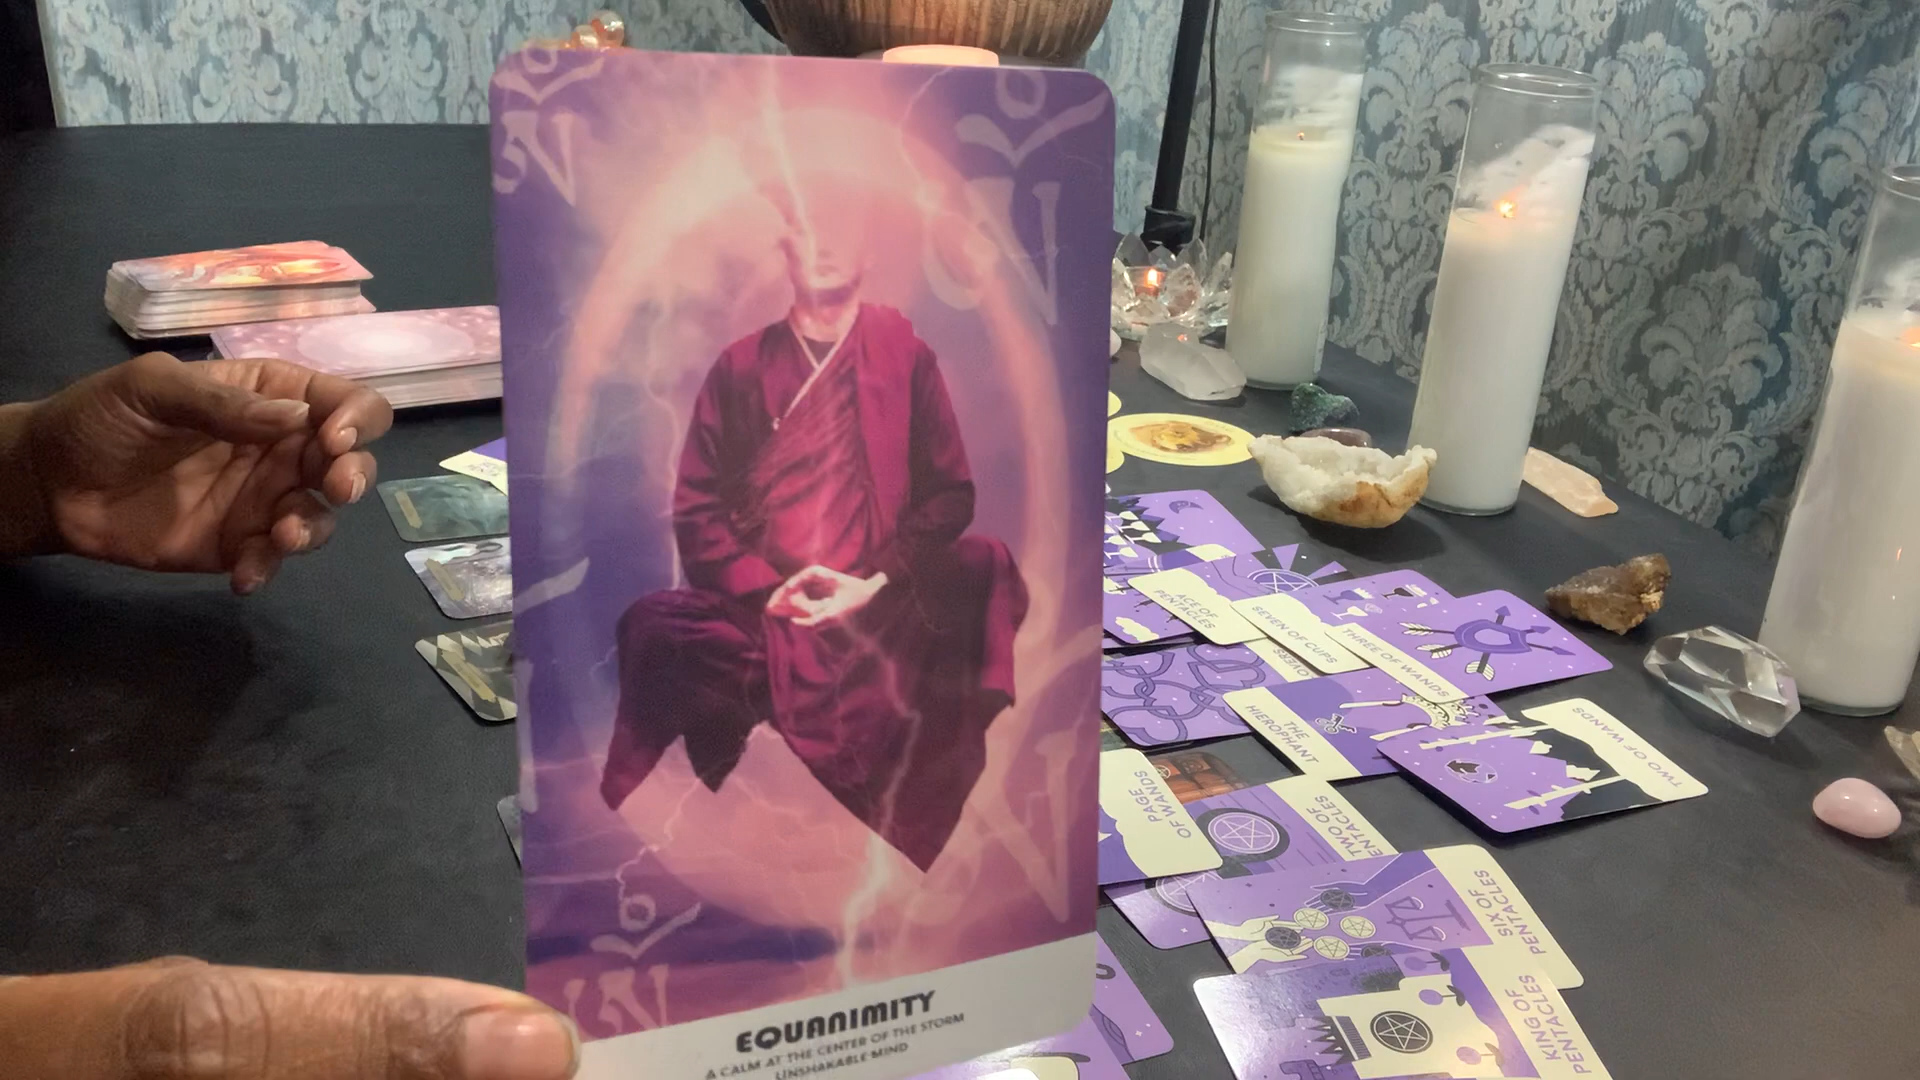 EQUANIMITY
A CALM AT THE CENTER OF THE STORM
UNSHAKABLE MIND
ACE OF
PENTACLES
SEVEN OF CUPS
THREE OF WANDS
THE
HIEROPHANT
TWO OF WANDS
PAGE
OF WANDS
TWO OF
ENTACLES
SIX OF
PENTACLES
KING OF
PENTACLES